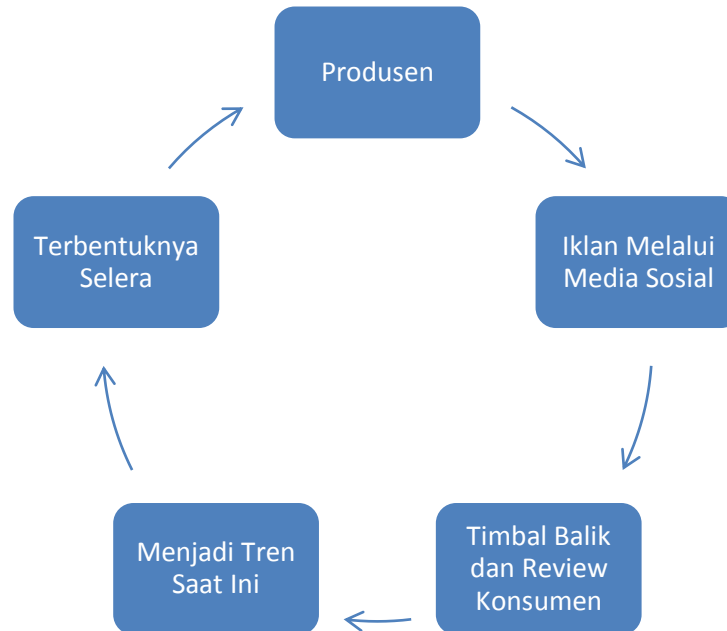 Produsen
Iklan Melalui
Media Sosial
Timbal Balik
dan Review
Konsumen
Menjadi Tren
Saat Ini
Terbentuknya
Selera